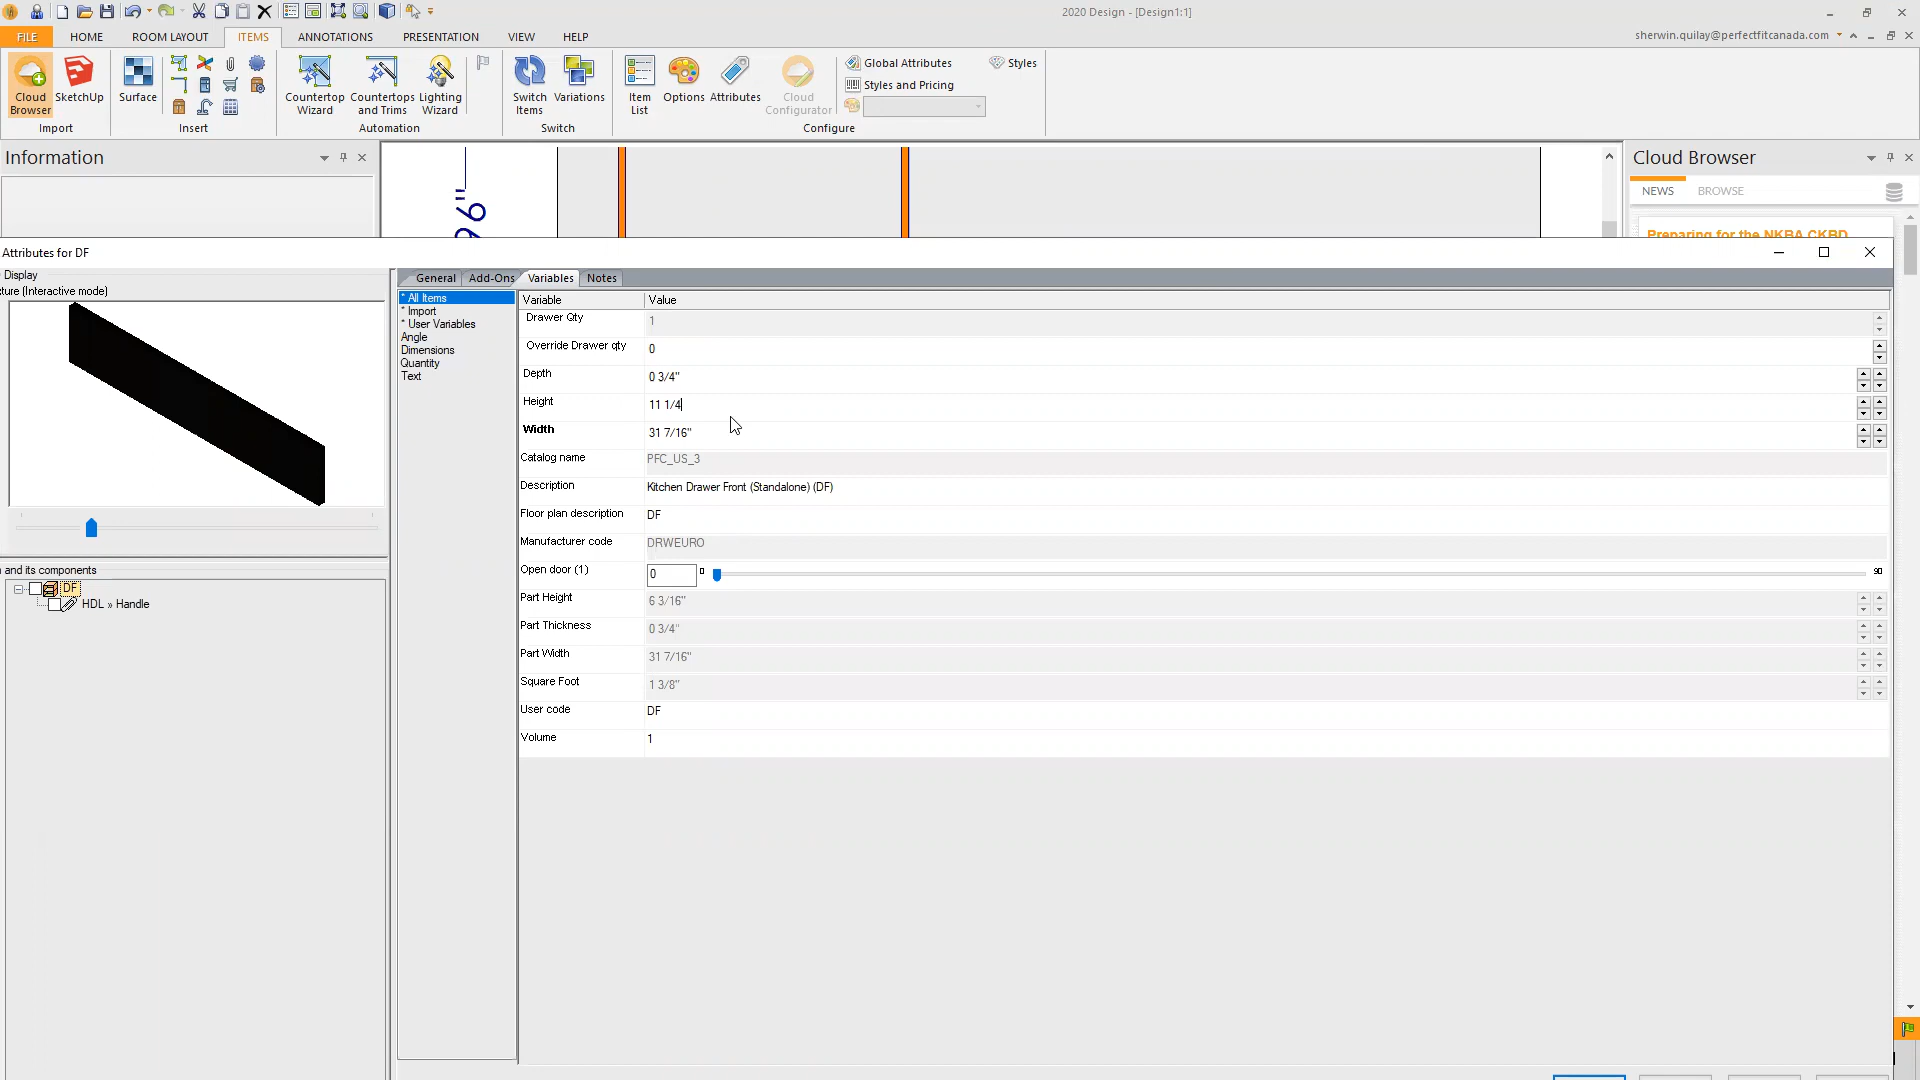 2020 Design - [Design1:1]
FILE HOME ROOM LAYOUT ITEMS ANNOTATIONS PRESENTATION VIEW HELP
sherwin.quilay@perfectfitcanada.com
Cloud Browser
SketchUp
Import
Surface
Insert
Countertop Wizard
Countertops and Trims
Lighting Wizard
Automation
Switch Items
Variations
Switch
Item List
Options
Attributes
Cloud Configurator
Global Attributes
Styles and Pricing
Styles
Configure
Information
Cloud Browser
NEWS BROWSE
Preparing for the NKBA CKBD
Attributes for DF
Display
ture (Interactive mode)
and its components
DF
HDL » Handle
General Add-Ons Variables Notes
* All Items
* Import
* User Variables
Angle
Dimensions
Quantity
Text
Variable Value
Drawer Qty 1
Override Drawer qty 0
Depth 0 3/4"
Height 11 1/4
Width 31 7/16"
Catalog name PFC_US_3
Description Kitchen Drawer Front (Standalone) (DF)
Floor plan description DF
Manufacturer code DRWEURO
Open door (1) 0 90
Part Height 6 3/16"
Part Thickness 0 3/4"
Part Width 31 7/16"
Square Foot 1 3/8"
User code DF
Volume 1